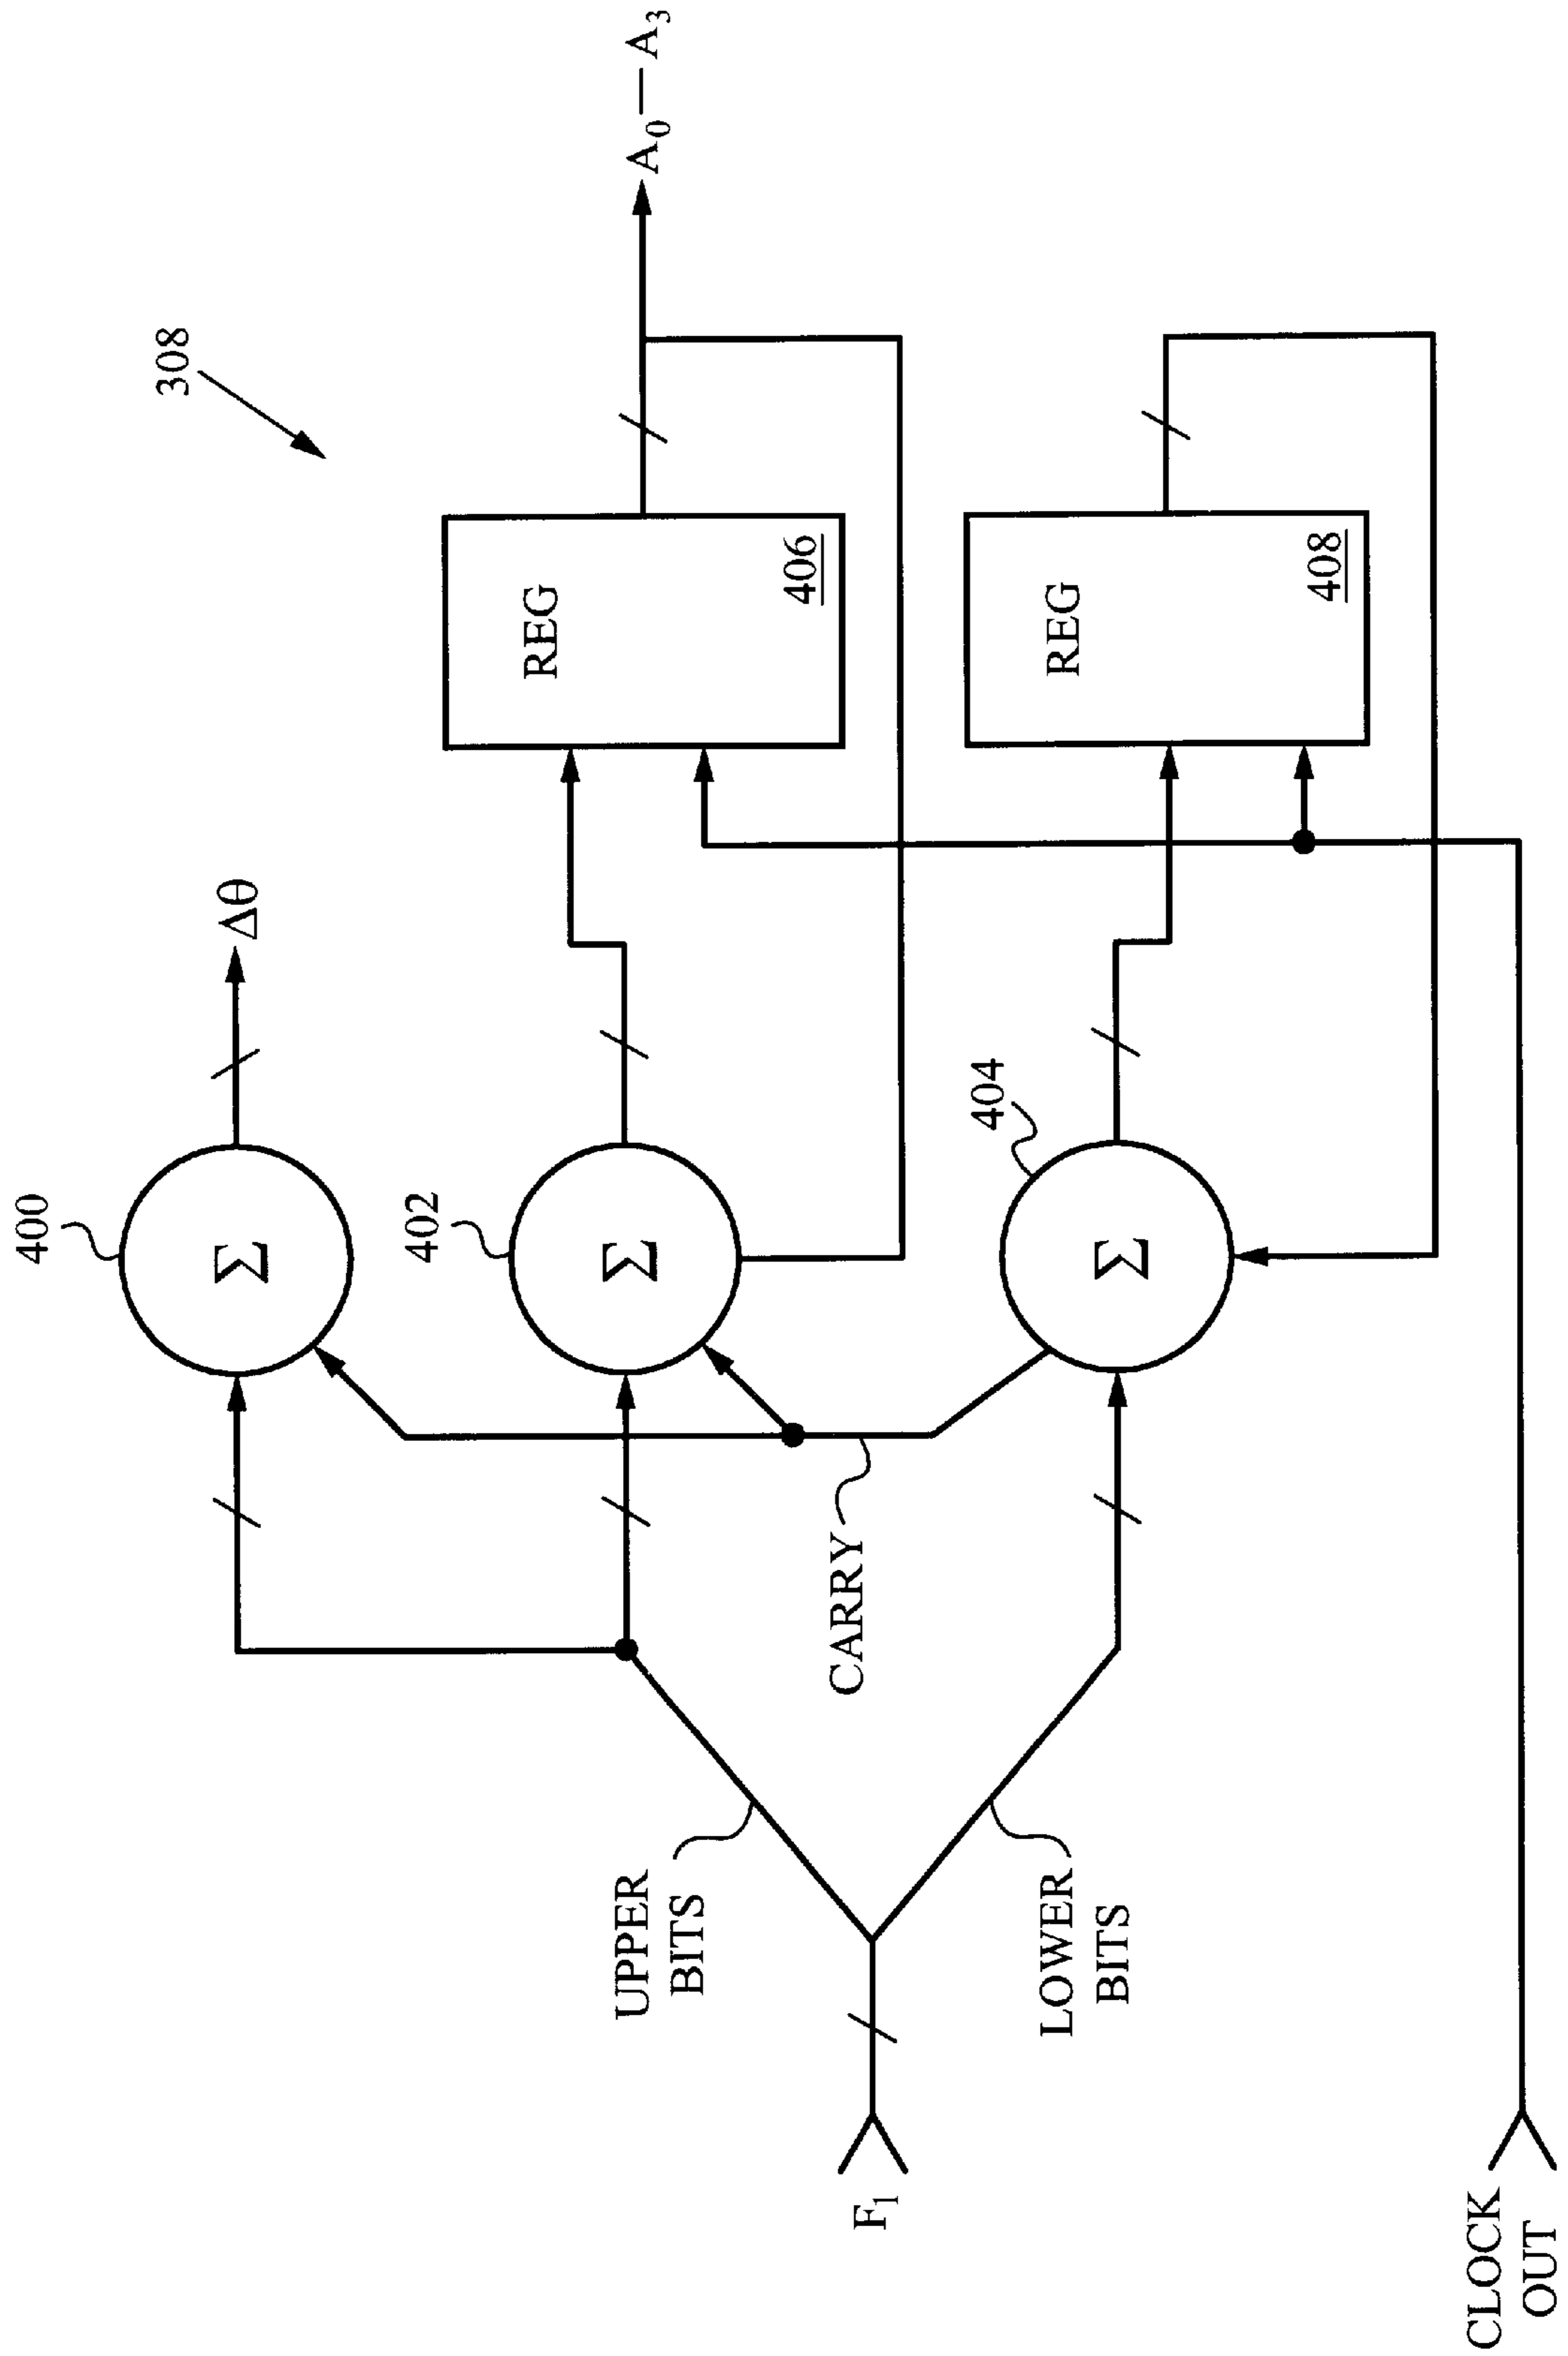 308
400
Δθ
Σ
402
Σ
REG
406
A₀ — A₃
UPPER
BITS
CARRY
F₁
LOWER
BITS
404
Σ
REG
408
CLOCK
OUT